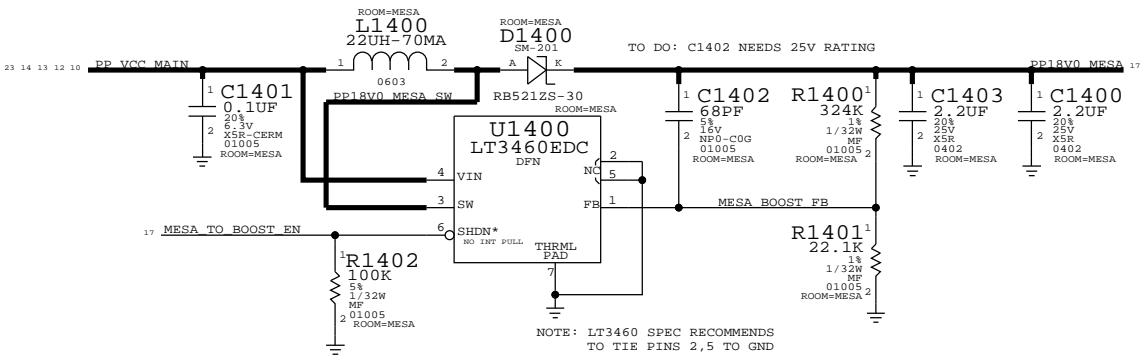 ROOM=MESA
L1400
22UH-70MA
1 2
0603
ROOM=MESA
D1400
SM-201
A K
RB521ZS-30
ROOM=MESA
TO DO: C1402 NEEDS 25V RATING
23 14 13 12 10 PP_VCC_MAIN
PP18V0_MESA 17
PP18V0_MESA_SW
1
C1401
0.1UF
20%
2 6.3V
X5R-CERM
01005
ROOM=MESA
U1400
LT3460EDC
DFN
4 VIN
3 SW
6 SHDN*
NO INT PULL
NC
2
5
FB 1
THRML
PAD
7
1
C1402
68PF
5%
2 16V
NP0-C0G
01005
ROOM=MESA
R1400 1
324K
1%
1/32W
MF
01005 2
ROOM=MESA
1
C1403
2.2UF
20%
2 25V
X5R
0402
ROOM=MESA
1
C1400
2.2UF
20%
2 25V
X5R
0402
ROOM=MESA
MESA_BOOST_FB
17 MESA_TO_BOOST_EN
1
R1402
100K
5%
1/32W
MF
2 01005
ROOM=MESA
R1401 1
22.1K
1%
1/32W
MF
01005 2
ROOM=MESA
NOTE: LT3460 SPEC RECOMMENDS
TO TIE PINS 2,5 TO GND